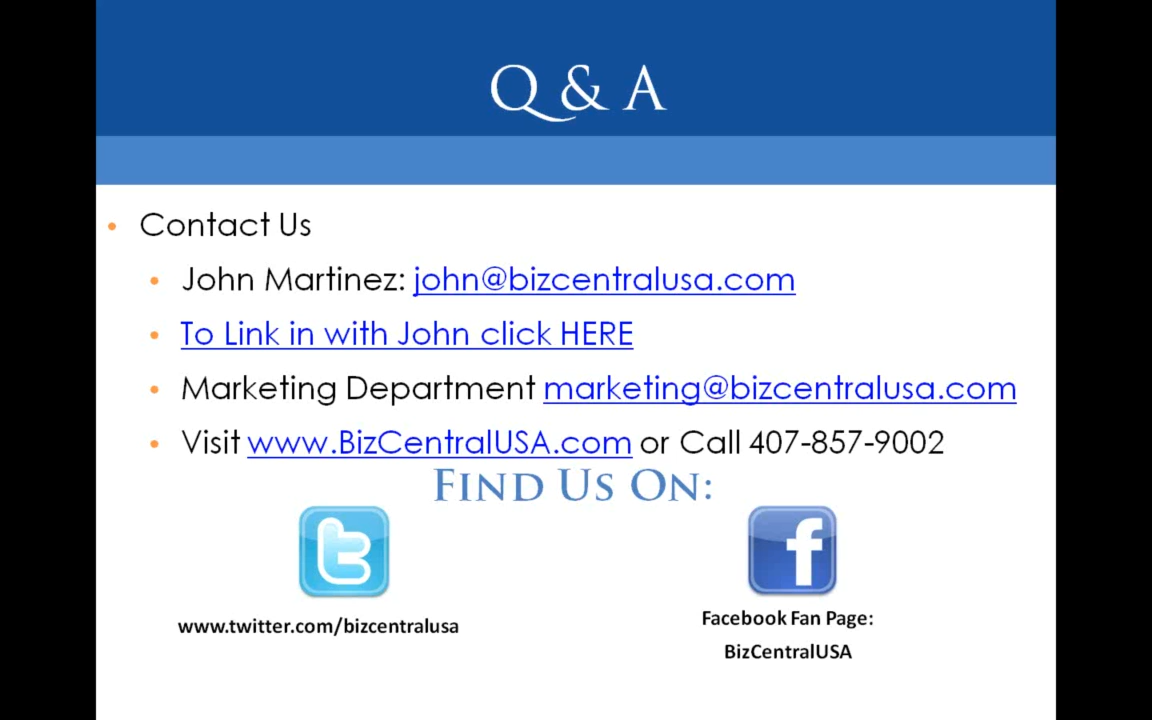 Q & A
• Contact Us
• John Martinez: john@bizcentralusa.com
• To Link in with John click HERE
• Marketing Department marketing@bizcentralusa.com
• Visit www.BizCentralUSA.com or Call 407-857-9002
Find Us On:
www.twitter.com/bizcentralusa
Facebook Fan Page:
BizCentralUSA